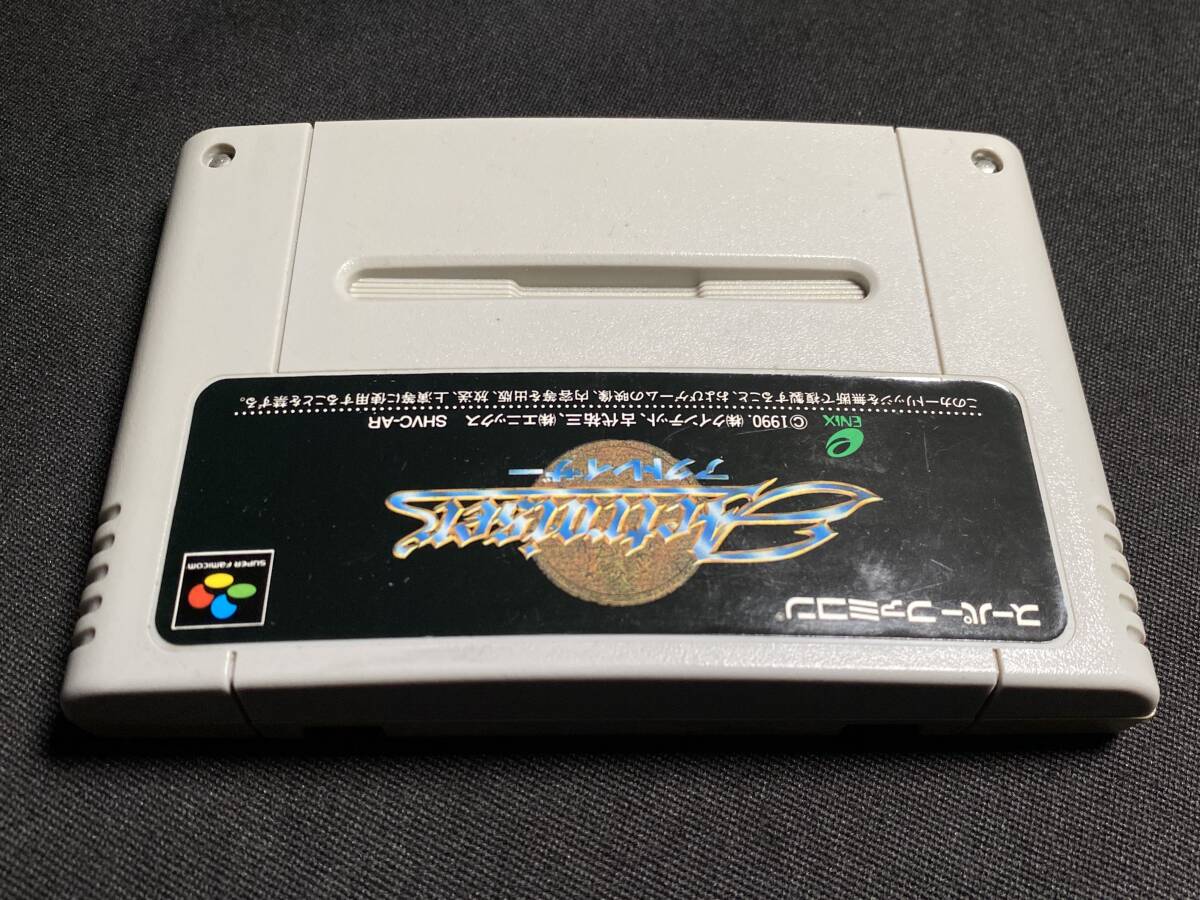 スーパーファミコン
SUPER Famicom
Actraiser
アクトレイザー
ENIX
©1990. ㈱クインテット、古代祐三、㈱エニックス SHVC-AR
このカートリッジを無断で複製すること、およびゲームの映像、内容等を出版、放送、上演等に使用することを禁ずる。